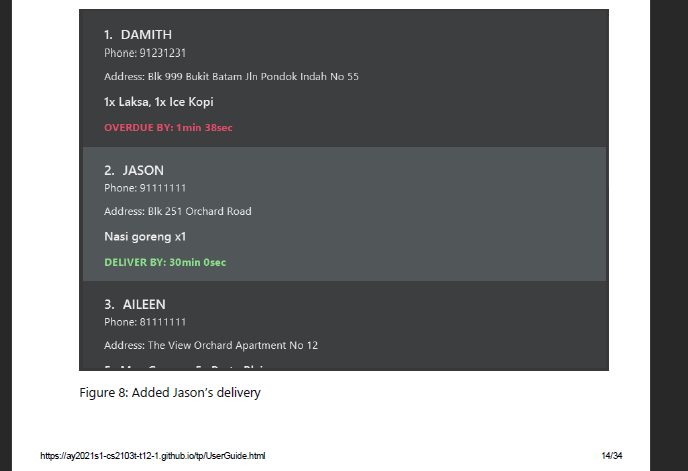 1. DAMITH
Phone: 91231231
Address: Blk 999 Bukit Batam Jln Pondok Indah No 55
1x Laksa, 1x Ice Kopi
OVERDUE BY: 1min 38sec
2. JASON
Phone: 91111111
Address: Blk 251 Orchard Road
Nasi goreng x1
DELIVER BY: 30min 0sec
3. AILEEN
Phone: 81111111
Address: The View Orchard Apartment No 12
Figure 8: Added Jason's delivery
https://ay2021s1-cs2103t-t12-1.github.io/tp/UserGuide.html
14/34